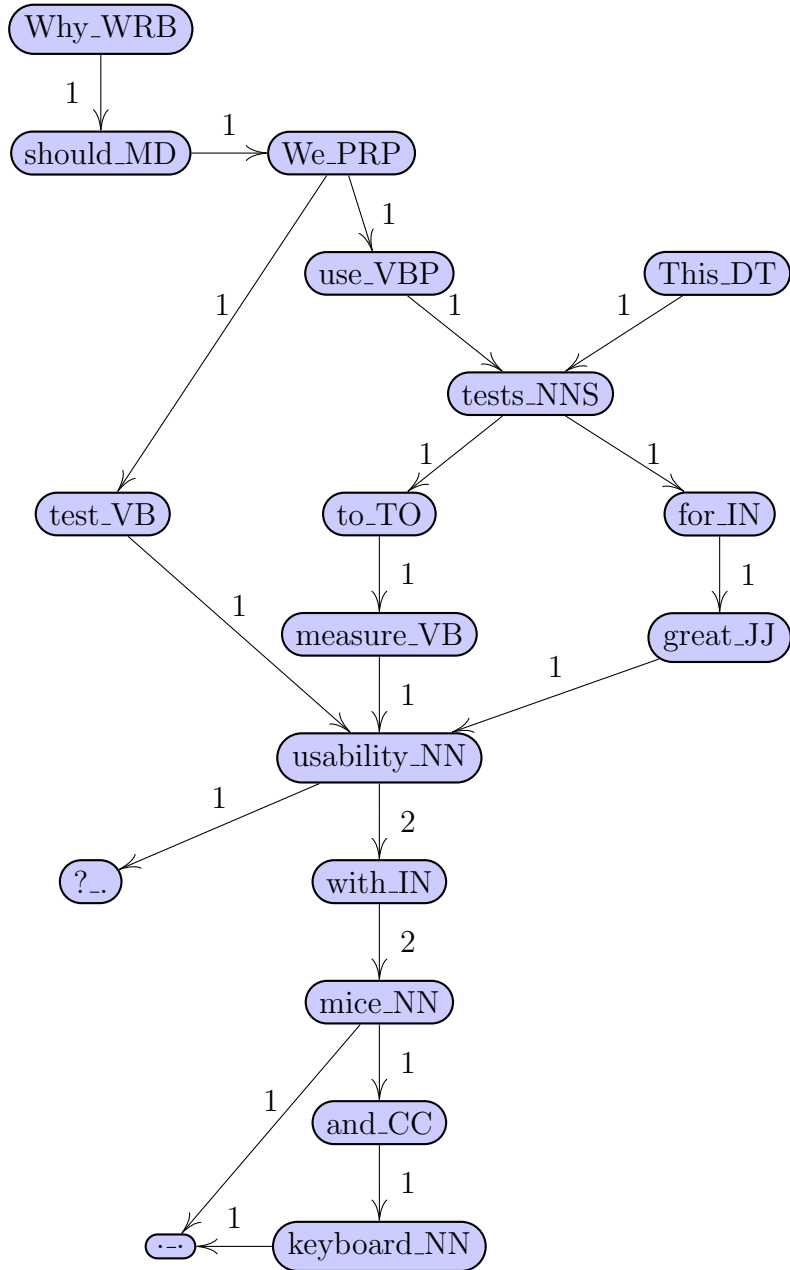 Why_WRB
1
1
should_MD We_PRP
1
use_VBP This_DT
1 1 1
tests_NNS
1 1
test_VB to_TO for_IN
1 1
1
measure_VB great_JJ
1 1
usability_NN
1
2
?_. with_IN
2
mice_NN
1
1
and_CC
1
1
._. keyboard_NN